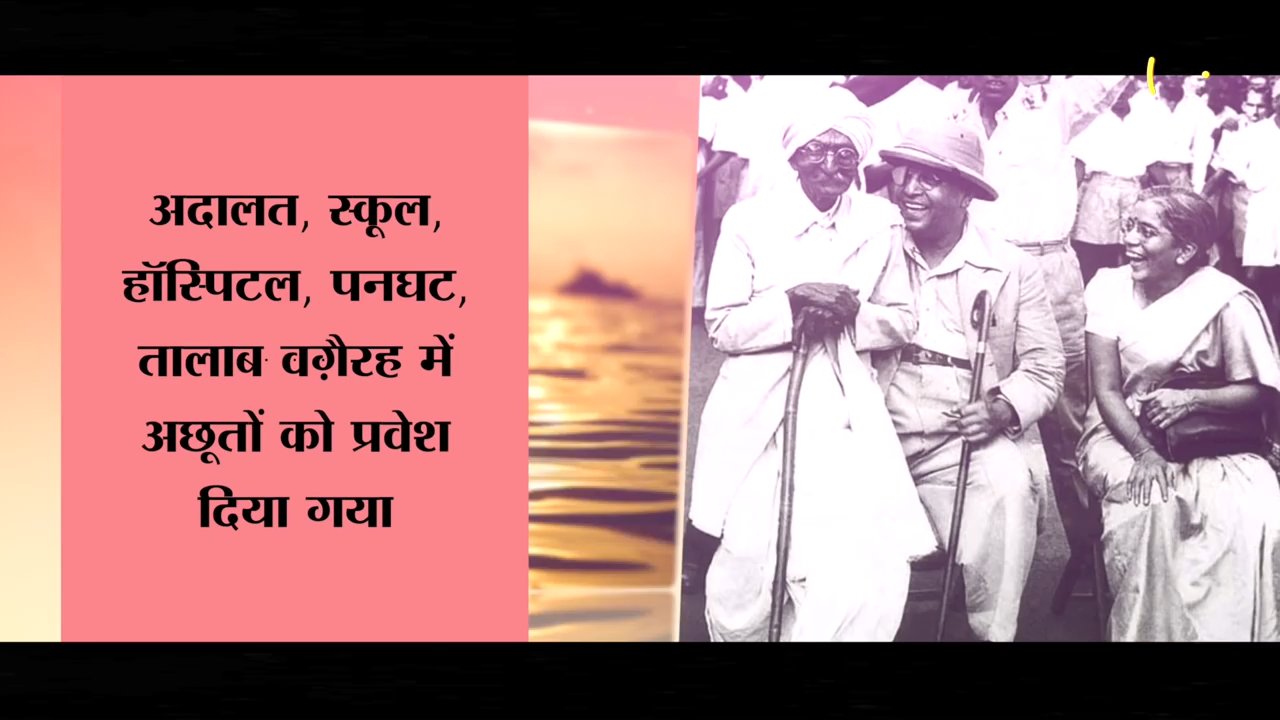 अदालत, स्कूल,
हॉस्पिटल, पनघट,
तालाब वग़ैरह में
अछूतों को प्रवेश
दिया गया